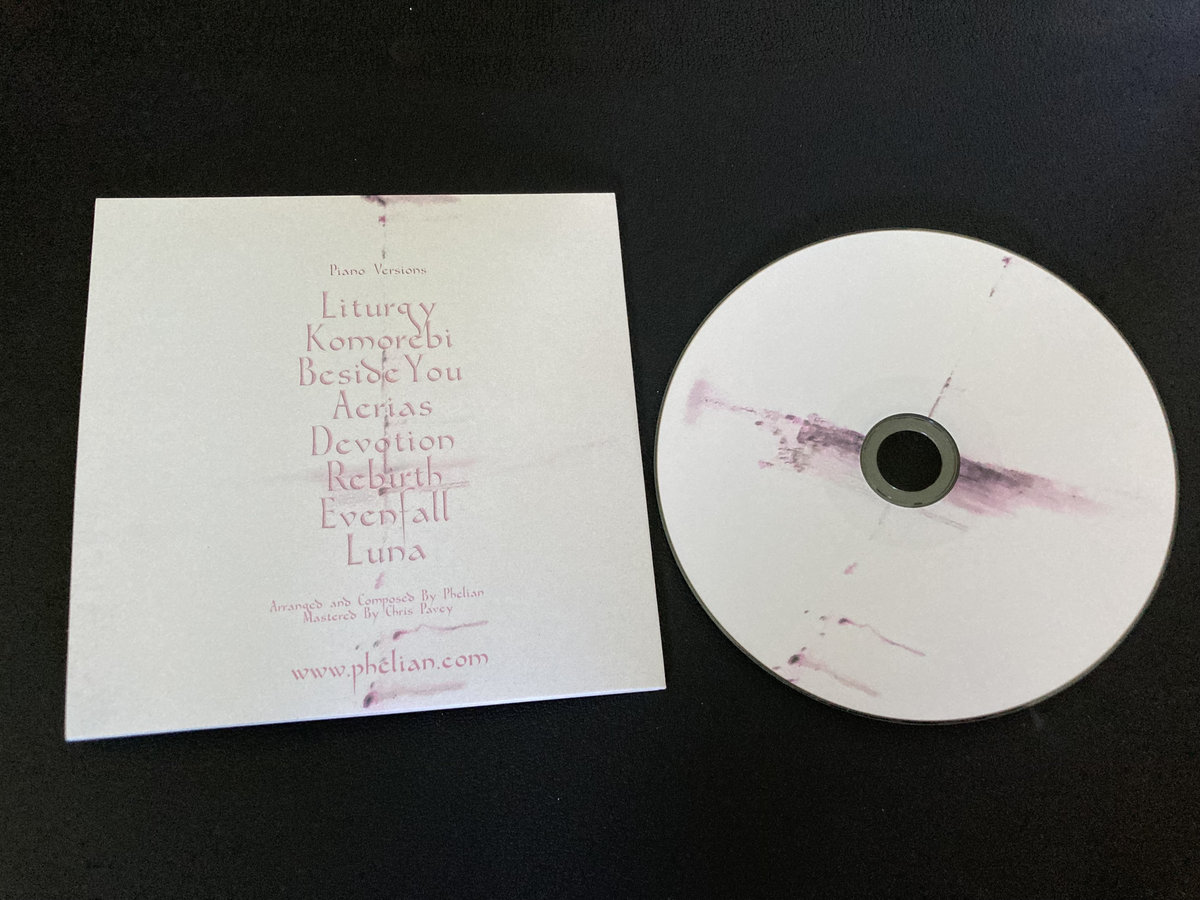 Piano Versions
Liturgy
Komorebi
Beside You
Aerias
Devotion
Rebirth
Evenfall
Luna
Arranged and Composed By Phelian
Mastered By Chris Pavey
www.phelian.com